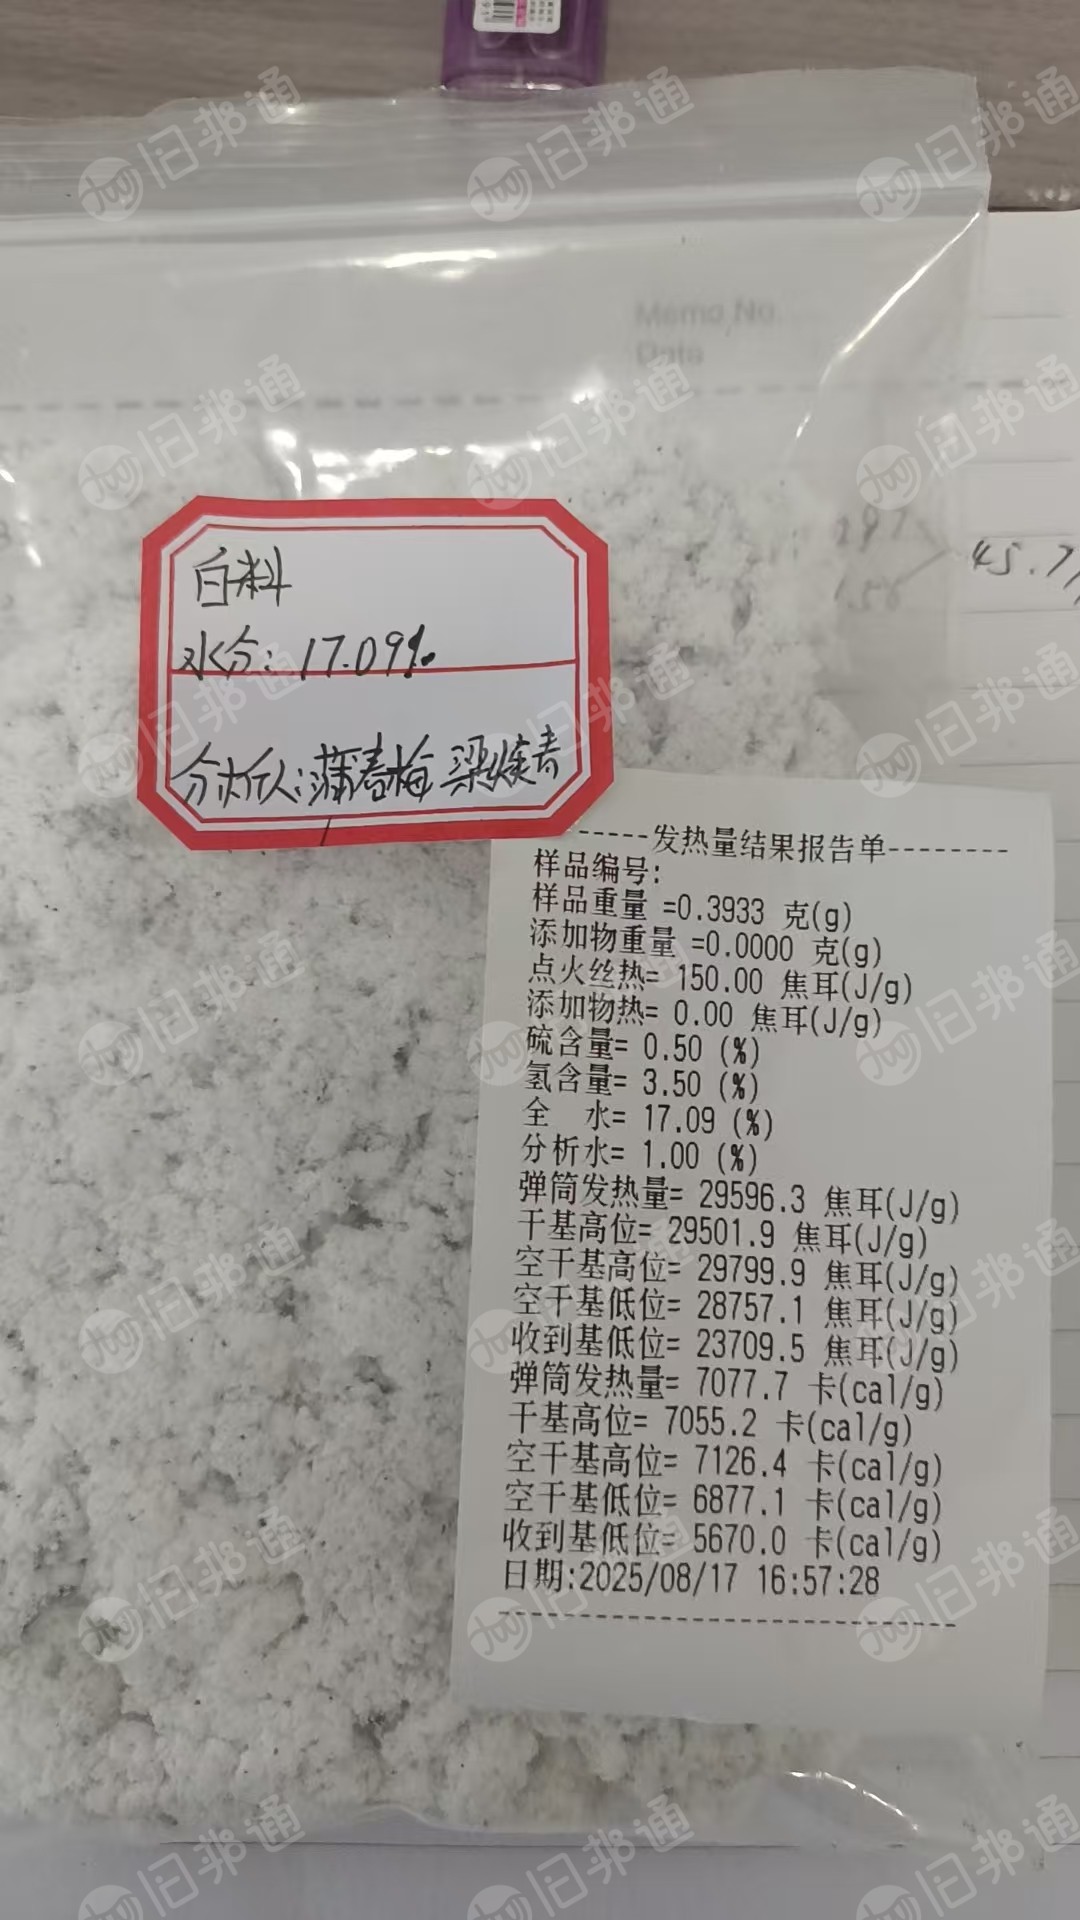 旧邦通
Memo No.
Date
45.7
白料
水分: 17.09%
分析人: 蒲春梅 梁焕青
--------发热量结果报告单--------
样品编号:
样品重量 =0.3933 克(g)
添加物重量 =0.0000 克(g)
点火丝热= 150.00 焦耳(J/g)
添加物热= 0.00 焦耳(J/g)
硫含量= 0.50 (%)
氢含量= 3.50 (%)
全 水= 17.09 (%)
分析水= 1.00 (%)
弹筒发热量= 29596.3 焦耳(J/g)
干基高位= 29501.9 焦耳(J/g)
空干基高位= 29799.9 焦耳(J/g)
空干基低位= 28757.1 焦耳(J/g)
收到基低位= 23709.5 焦耳(J/g)
弹筒发热量= 7077.7 卡(cal/g)
干基高位= 7055.2 卡(cal/g)
空干基高位= 7126.4 卡(cal/g)
空干基低位= 6877.1 卡(cal/g)
收到基低位= 5670.0 卡(cal/g)
日期:2025/08/17 16:57:28